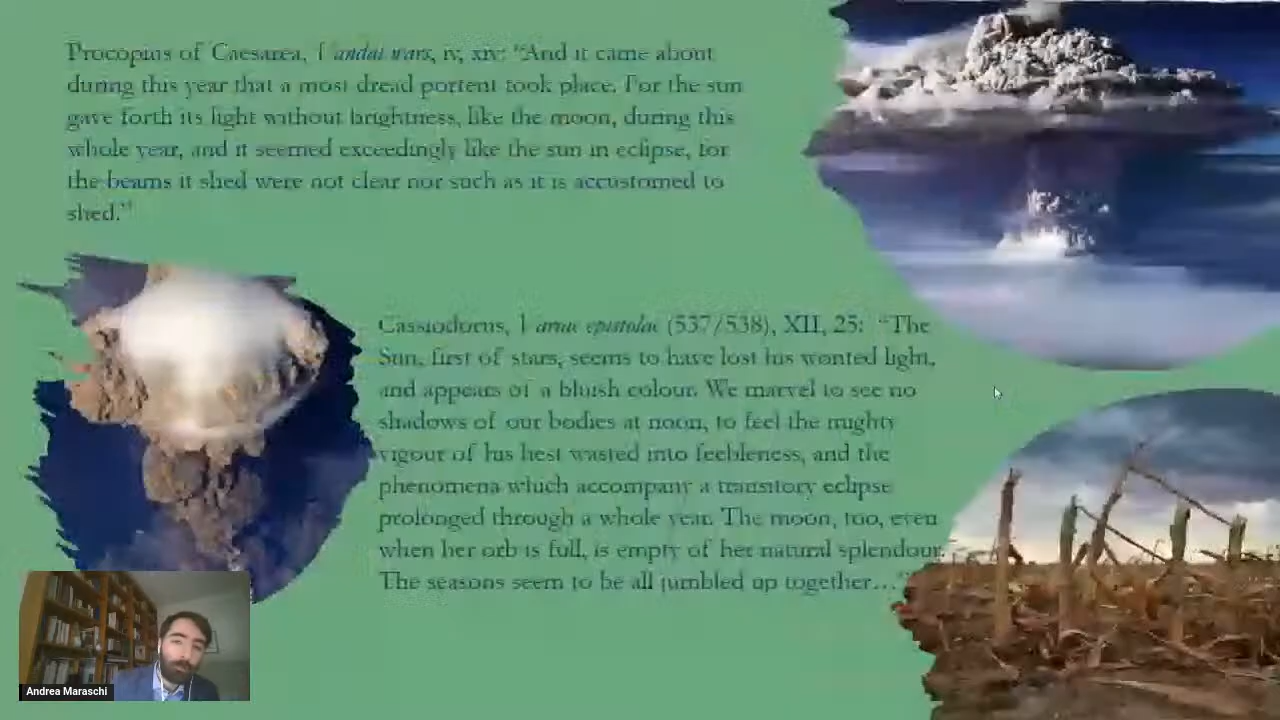 Procopius of Caesarea, Vandal wars, iv, xiv: “And it came about
during this year that a most dread portent took place. For the sun
gave forth its light without brightness, like the moon, during this
whole year, and it seemed exceedingly like the sun in eclipse, for
the beams it shed were not clear nor such as it is accustomed to
shed.”
Cassiodorus, Variae epistolae (537/538), XII, 25: “The
Sun, first of stars, seems to have lost his wonted light,
and appears of a bluish colour. We marvel to see no
shadows of our bodies at noon, to feel the mighty
vigour of his heat wasted into feebleness, and the
phenomena which accompany a transitory eclipse
prolonged through a whole year. The moon, too, even
when her orb is full, is empty of her natural splendour.
The seasons seem to be all jumbled up together…”
Andrea Maraschi